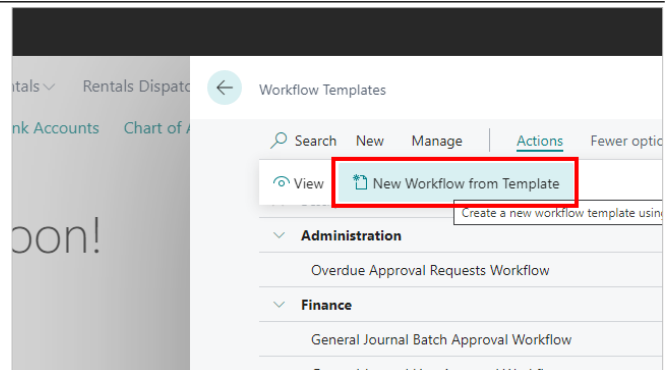 ntals Rentals Dispatc
Workflow Templates
nk Accounts Chart of A
Search New Manage Actions Fewer optio
View New Workflow from Template
Create a new workflow template usin
oon!
Administration
Overdue Approval Requests Workflow
Finance
General Journal Batch Approval Workflow